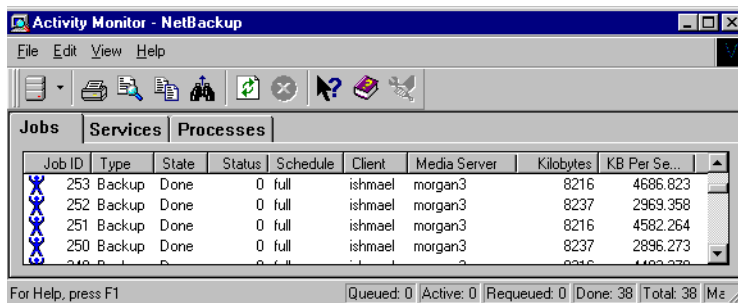 Activity Monitor - NetBackup
File Edit View Help
Jobs Services Processes
Job ID Type State Status Schedule Client Media Server Kilobytes KB Per Se...
253 Backup Done 0 full ishmael morgan3 8216 4686.823
252 Backup Done 0 full ishmael morgan3 8237 2969.358
251 Backup Done 0 full ishmael morgan3 8216 4582.264
250 Backup Done 0 full ishmael morgan3 8237 2896.273
For Help, press F1 Queued: 0 Active: 0 Requeued: 0 Done: 38 Total: 38 Ma